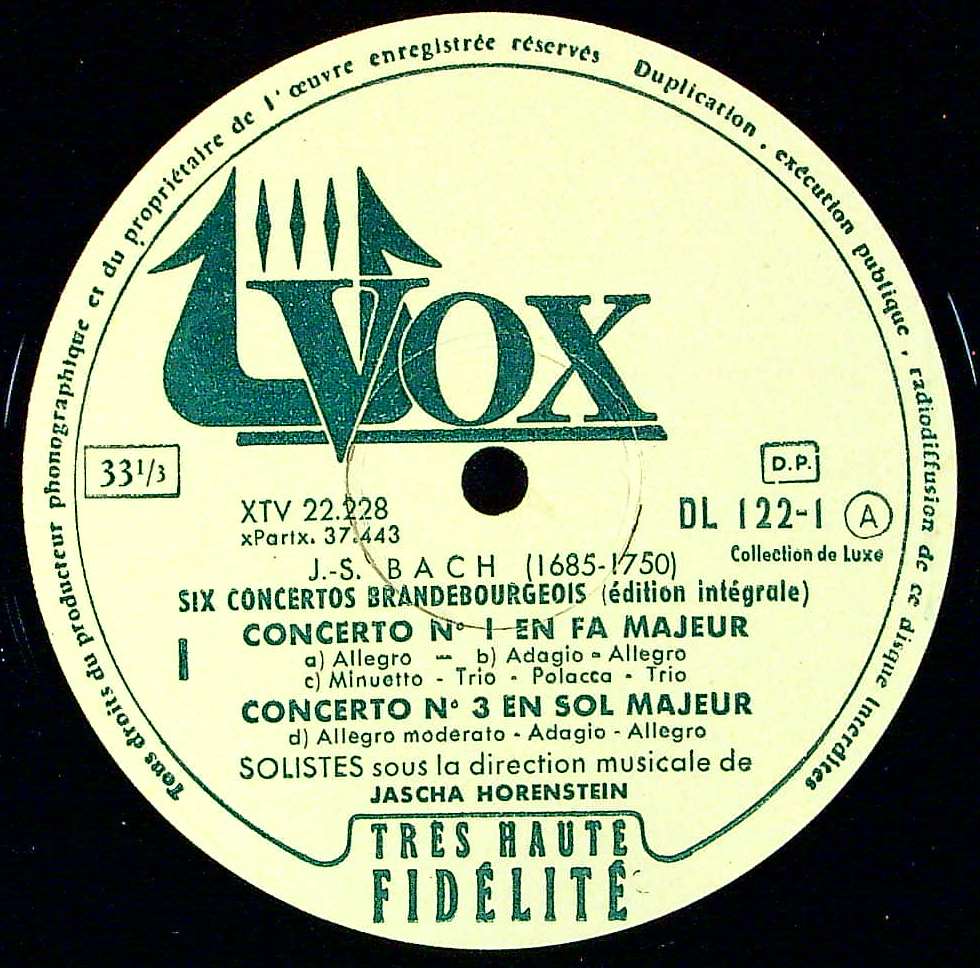 Tous droits du producteur phonographique et du propriétaire de l'œuvre enregistrée réservés Duplication . exécution publique . radiodiffusion de ce disque interdites
VOX
33 1/3
D.P.
XTV 22.228
DL 122-1 A
xPartx. 37.443
Collection de Luxe
J.-S. BACH (1685-1750)
SIX CONCERTOS BRANDEBOURGEOIS (édition intégrale)
I
CONCERTO N° I EN FA MAJEUR
a) Allegro - b) Adagio - Allegro
c) Minuetto - Trio - Polacca - Trio
CONCERTO N° 3 EN SOL MAJEUR
d) Allegro moderato - Adagio - Allegro
SOLISTES sous la direction musicale de
JASCHA HORENSTEIN
TRÈS HAUTE
FIDÉLITÉ